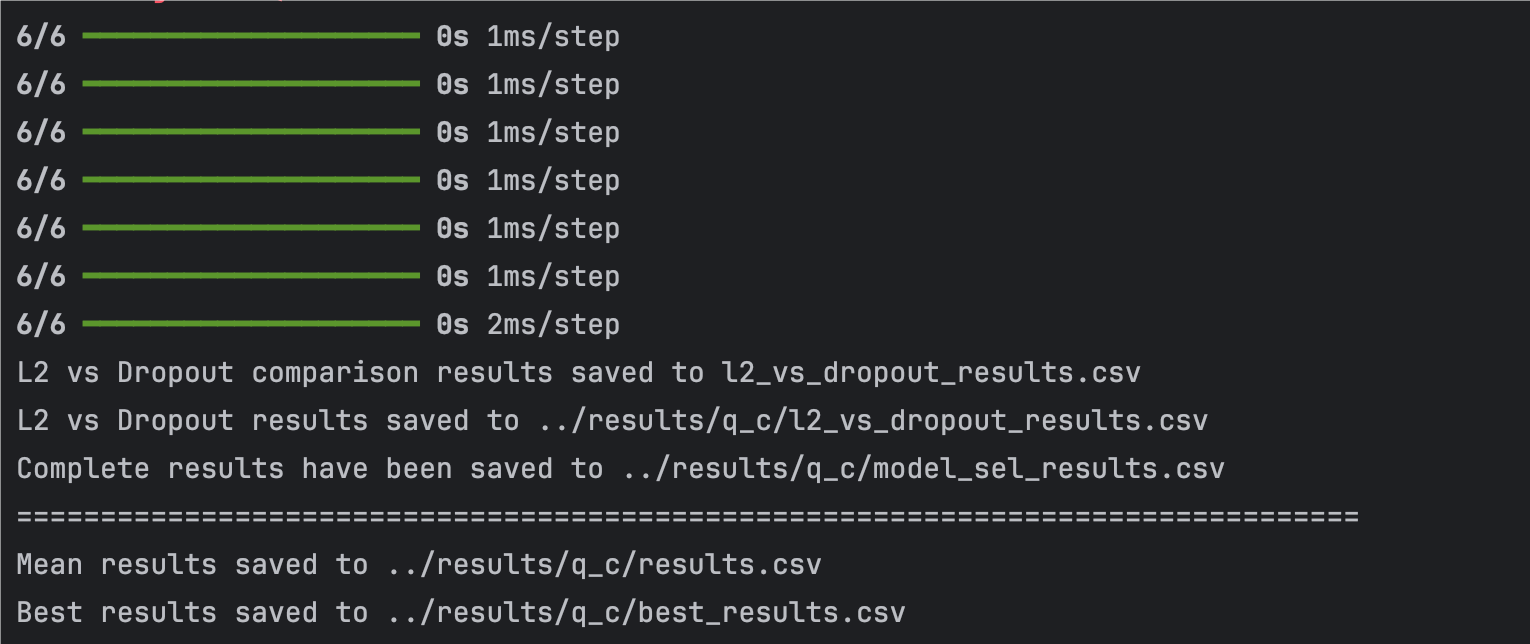 6/6 ━━━━━━━━━━━━━━━━━━━━ 0s 1ms/step
6/6 ━━━━━━━━━━━━━━━━━━━━ 0s 1ms/step
6/6 ━━━━━━━━━━━━━━━━━━━━ 0s 1ms/step
6/6 ━━━━━━━━━━━━━━━━━━━━ 0s 1ms/step
6/6 ━━━━━━━━━━━━━━━━━━━━ 0s 1ms/step
6/6 ━━━━━━━━━━━━━━━━━━━━ 0s 1ms/step
6/6 ━━━━━━━━━━━━━━━━━━━━ 0s 2ms/step
L2 vs Dropout comparison results saved to l2_vs_dropout_results.csv
L2 vs Dropout results saved to ../results/q_c/l2_vs_dropout_results.csv
Complete results have been saved to ../results/q_c/model_sel_results.csv
================================================================================
Mean results saved to ../results/q_c/results.csv
Best results saved to ../results/q_c/best_results.csv